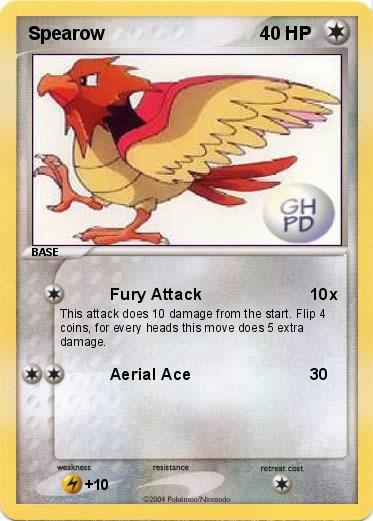 Spearow 40 HP
GH
PD
BASE
Fury Attack 10x
This attack does 10 damage from the start. Flip 4
coins, for every heads this move does 5 extra
damage.
Aerial Ace 30
weakness resistance retreat cost
+10
©2004 Pokémon/Nintendo